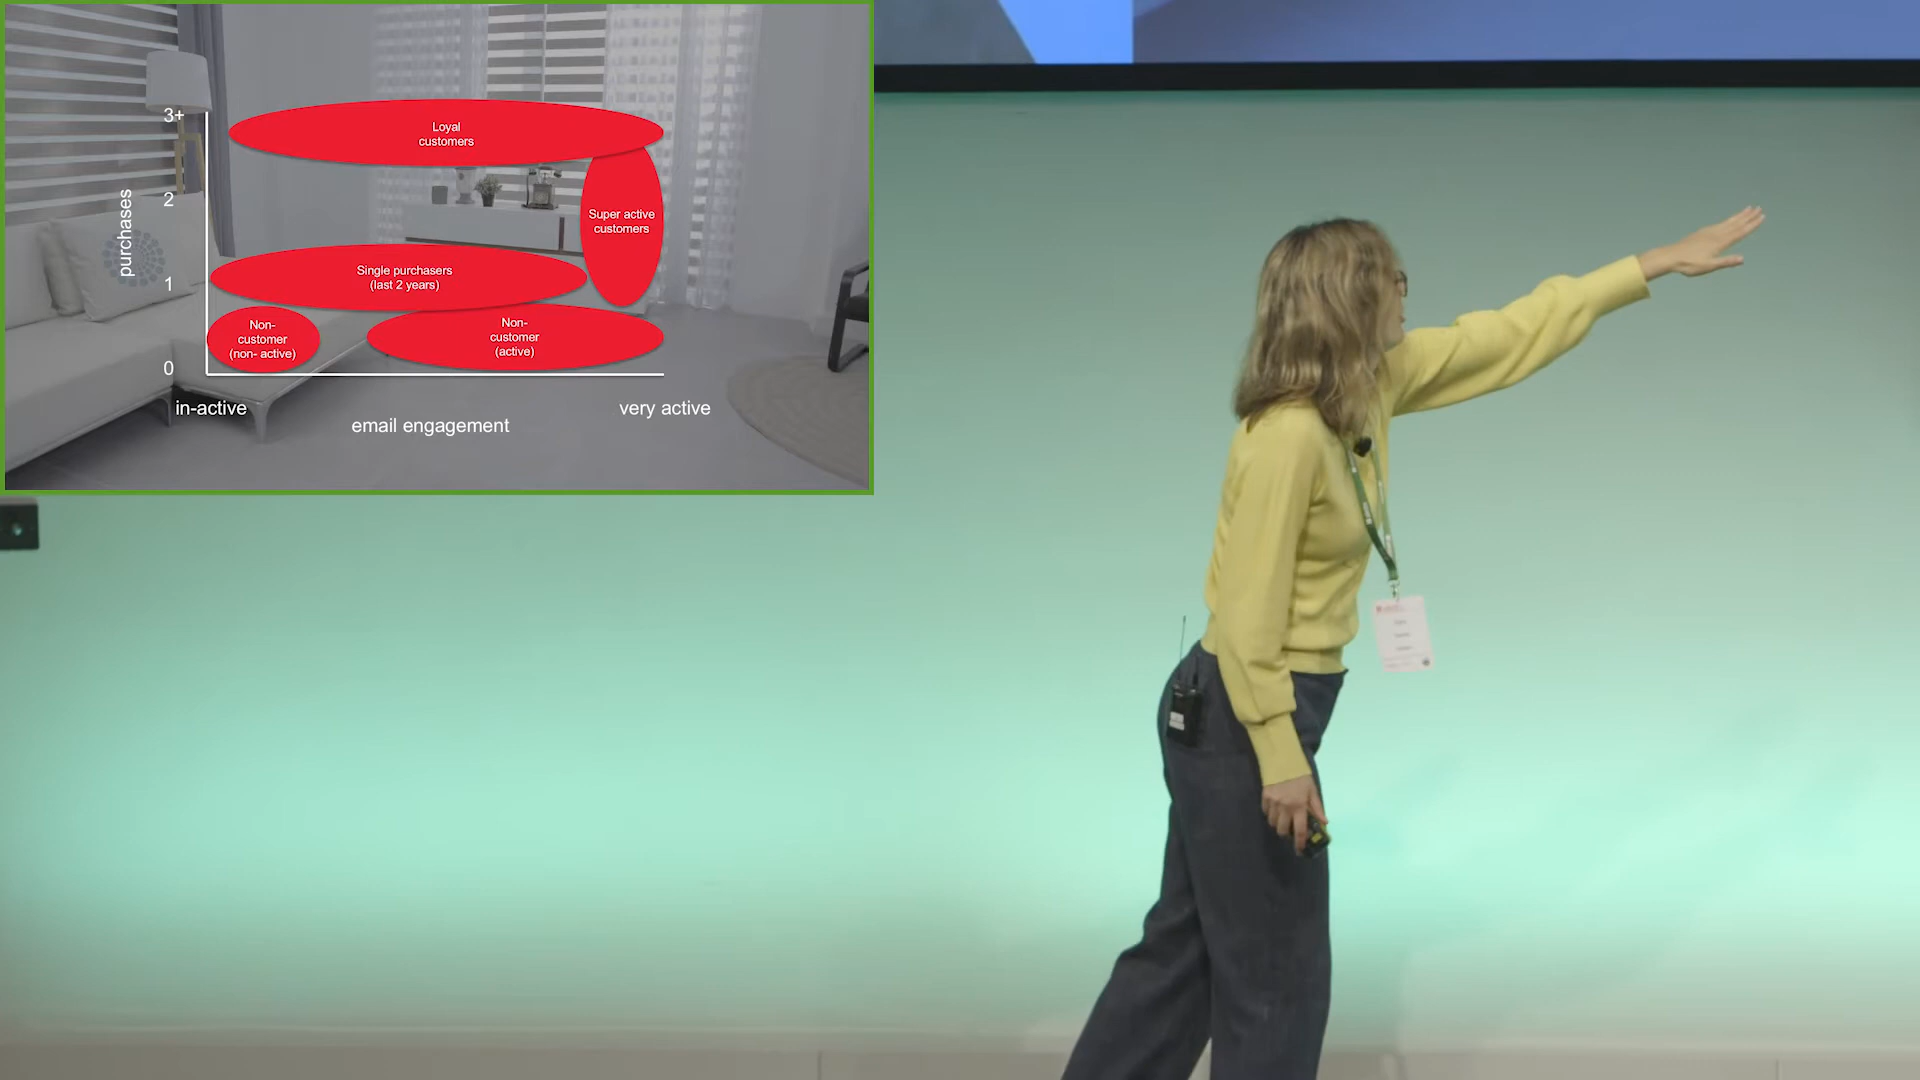 3+
Loyal
customers
2
purchases
Super active
customers
1
Single purchasers
(last 2 years)
Non-
customer
(non- active)
Non-
customer
(active)
0
in-active
very active
email engagement